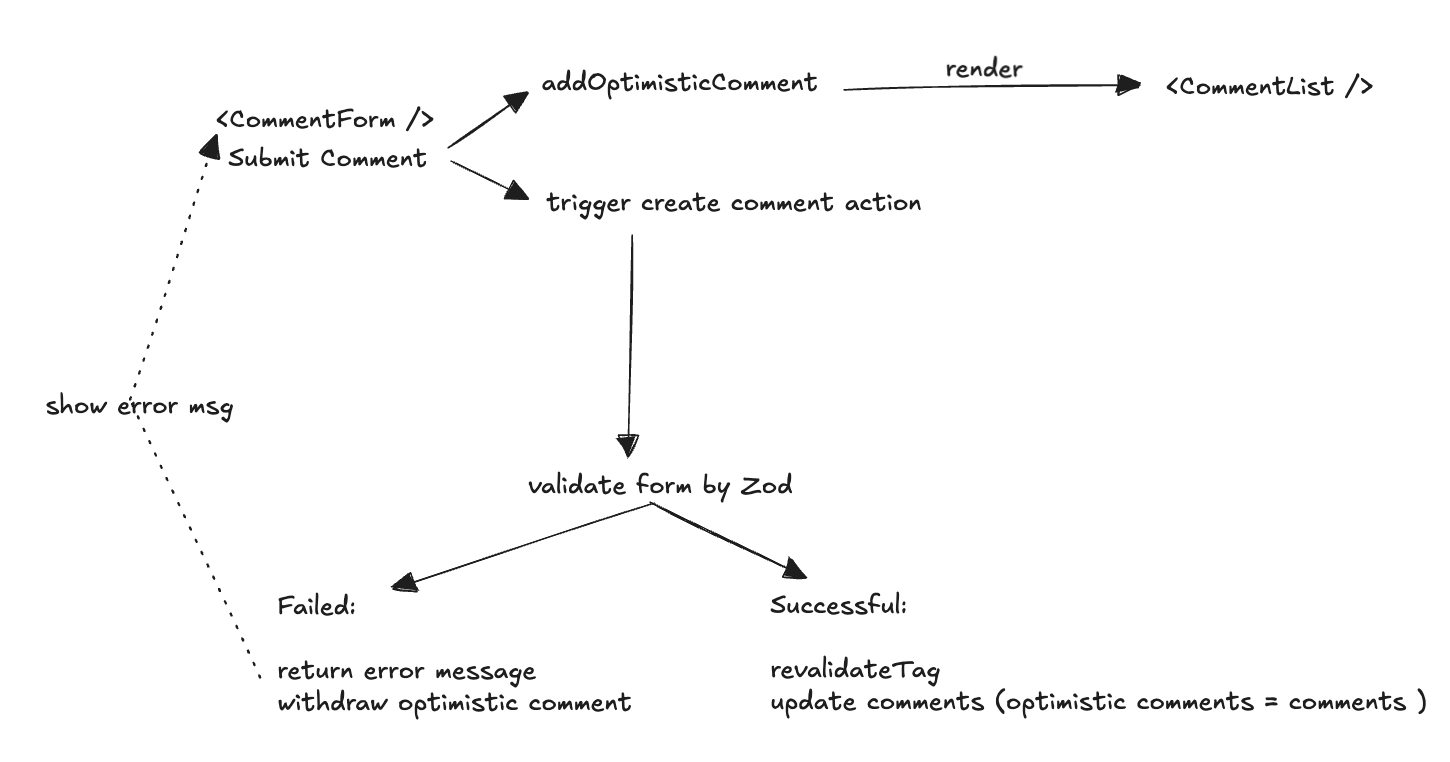 render
addOptimisticComment
<CommentList />
<CommentForm />
Submit Comment
trigger create comment action
show error msg
validate form by Zod
Failed:
Successful:
return error message
withdraw optimistic comment
revalidateTag
update comments (optimistic comments = comments )